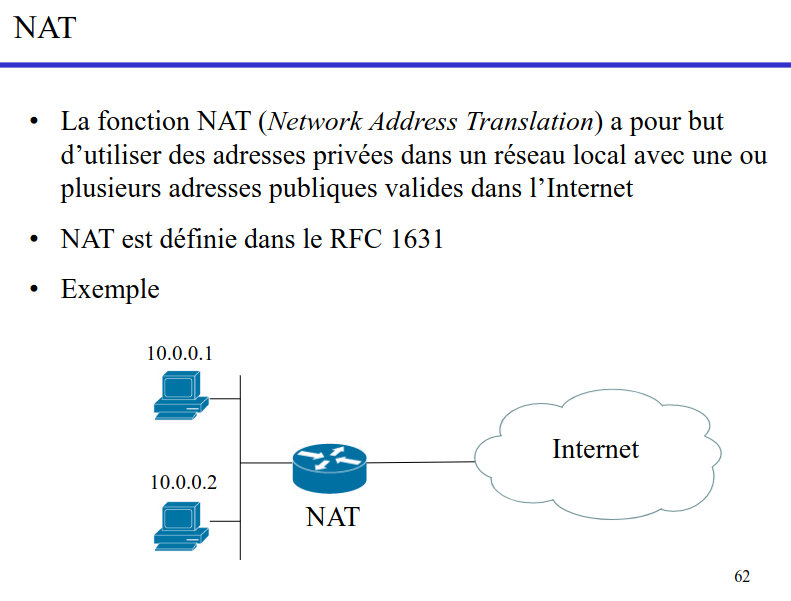 NAT
• La fonction NAT (Network Address Translation) a pour but
d’utiliser des adresses privées dans un réseau local avec une ou
plusieurs adresses publiques valides dans l’Internet
• NAT est définie dans le RFC 1631
• Exemple
10.0.0.1
Internet
10.0.0.2
NAT
62